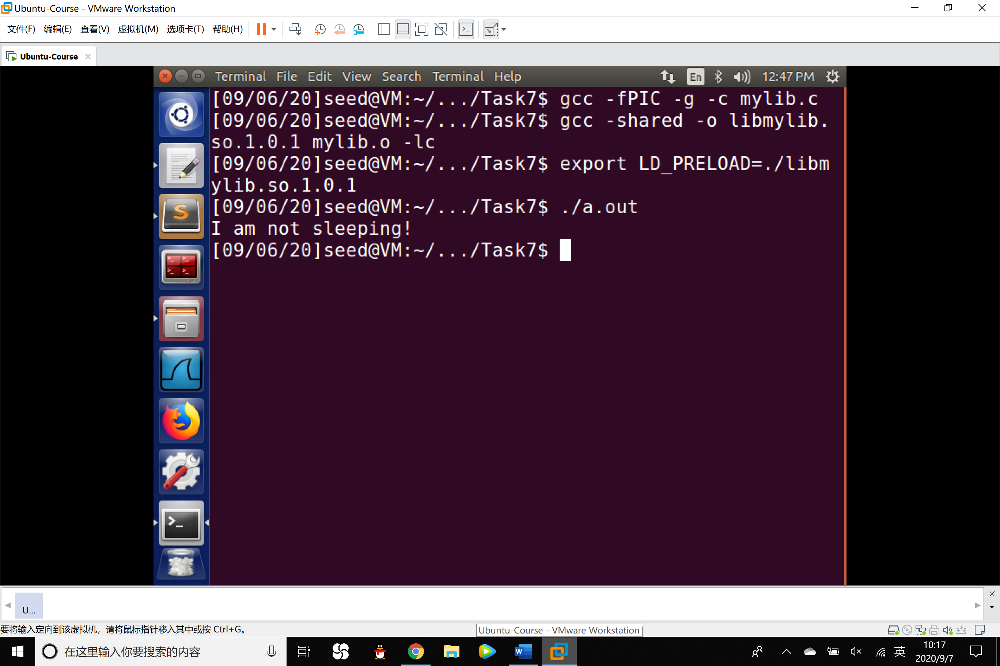 Ubuntu-Course - VMware Workstation
文件(F) 编辑(E) 查看(V) 虚拟机(M) 选项卡(T) 帮助(H)
Ubuntu-Course
Terminal File Edit View Search Terminal Help En 12:47 PM
[09/06/20]seed@VM:~/.../Task7$ gcc -fPIC -g -c mylib.c
[09/06/20]seed@VM:~/.../Task7$ gcc -shared -o libmylib.
so.1.0.1 mylib.o -lc
[09/06/20]seed@VM:~/.../Task7$ export LD_PRELOAD=./libm
ylib.so.1.0.1
[09/06/20]seed@VM:~/.../Task7$ ./a.out
I am not sleeping!
[09/06/20]seed@VM:~/.../Task7$
U...
要将输入定向到该虚拟机，请将鼠标指针移入其中或按 Ctrl+G。
Ubuntu-Course - VMware Workstation
在这里输入你要搜索的内容
英
10:17
2020/9/7